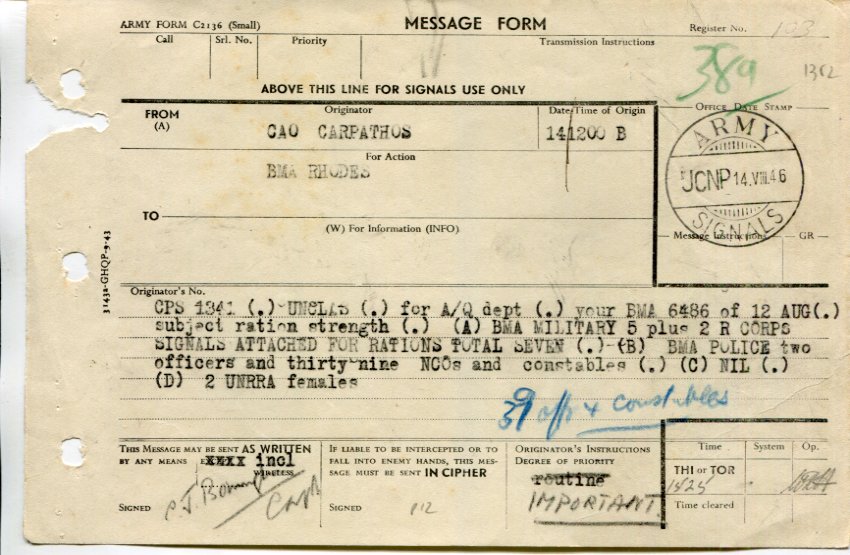 ARMY FORM C2136 (Small)
MESSAGE FORM
Register No. 103
Call Srl. No. Priority Transmission Instructions
389
1352
ABOVE THIS LINE FOR SIGNALS USE ONLY
FROM (A)
Originator
CAO CARPATHOS
Date-Time of Origin
141200 B
Office Date Stamp
ARMY
JCNP 14.VIII.46
SIGNALS
For Action
BMA RHODES
TO
(W) For Information (INFO)
Message Instructions GR
31432-GHQP-9-43
Originator's No.
CPS 1341 (.) UNCLAS (.) for A/Q dept (.) your BMA 6486 of 12 AUG(.)
subject ration strength (.) (A) BMA MILITARY 5 plus 2 R CORPS
SIGNALS ATTACHED FOR RATIONS TOTAL SEVEN (.) (B) BMA POLICE two
officers and thirty nine NCOs and constables (.) (C) NIL (.)
(D) 2 UNRRA females
39 offs + constables
THIS MESSAGE MAY BE SENT AS WRITTEN
BY ANY MEANS
incl
WIRELESS
SIGNED
Capt
IF LIABLE TO BE INTERCEPTED OR TO
FALL INTO ENEMY HANDS, THIS MES-
SAGE MUST BE SENT IN CIPHER
SIGNED
ORIGINATOR'S INSTRUCTIONS
DEGREE OF PRIORITY
routine
IMPORTANT.
Time System Op.
THI or TOR
1525
Time cleared